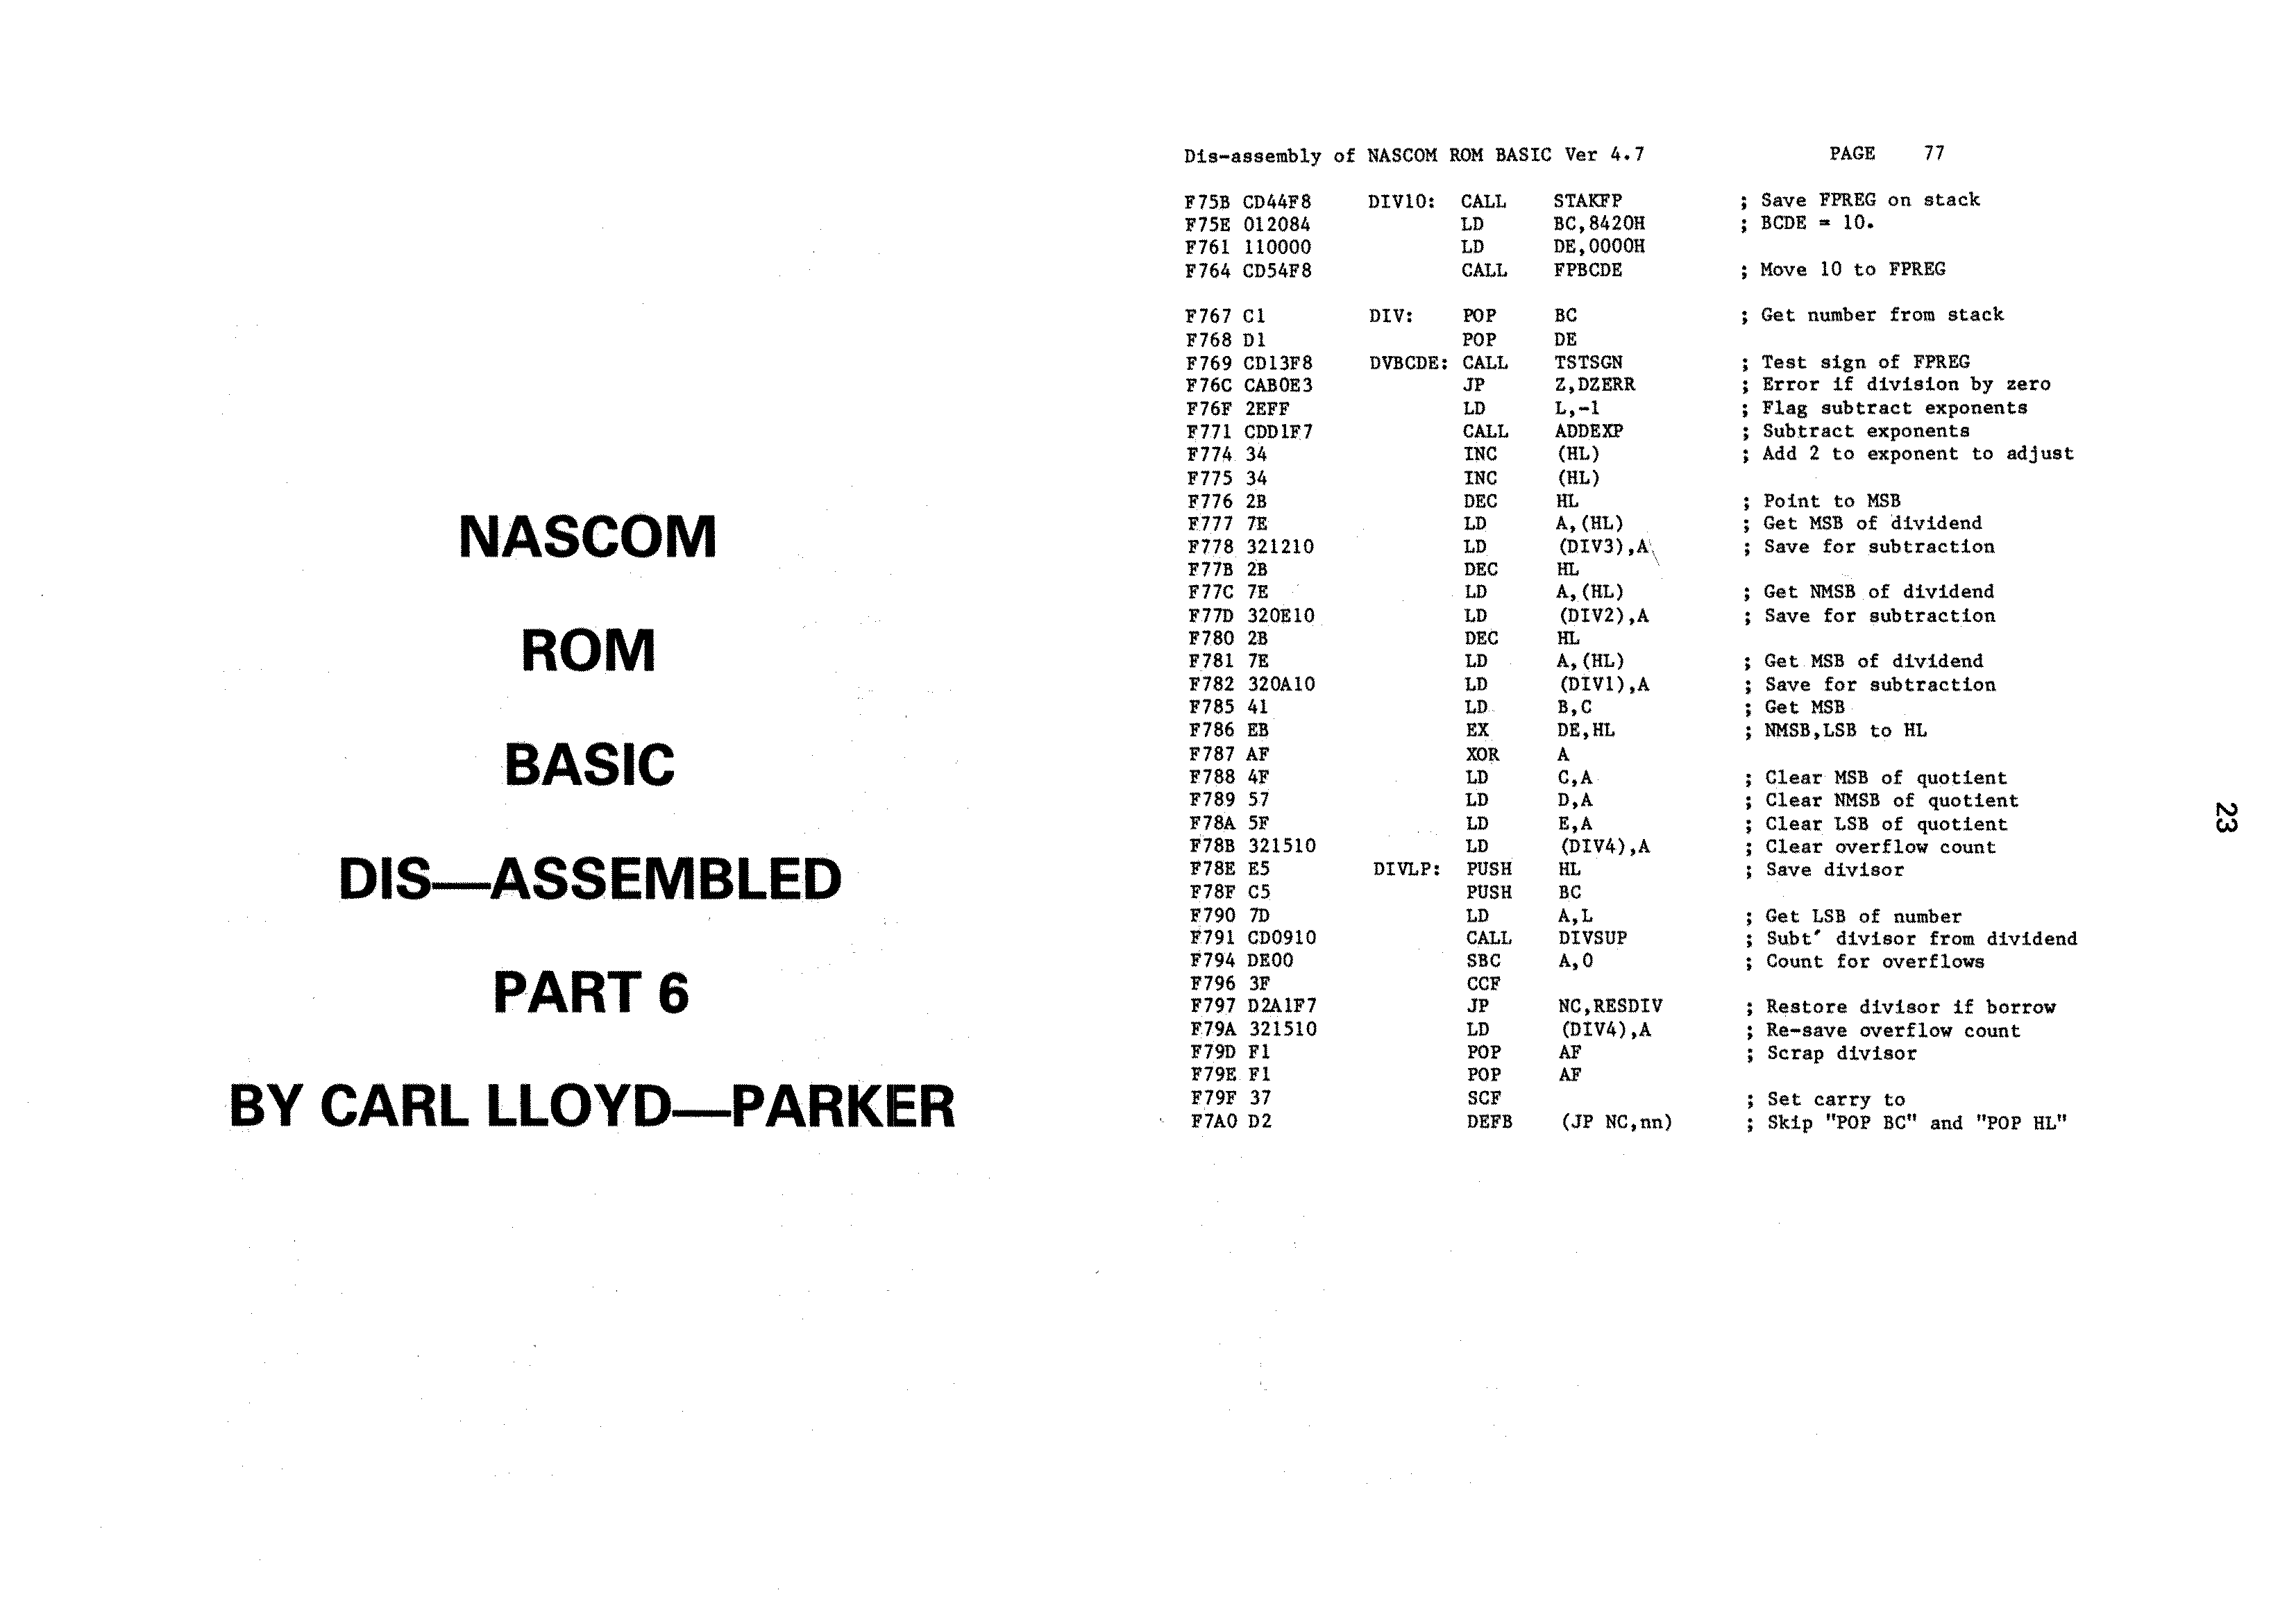 NASCOM
ROM
BASIC
DIS—ASSEMBLED
PART 6
BY CARL LLOYD—PARKER
Dis-assembly of NASCOM ROM BASIC Ver 4.7 PAGE 77
F75B CD44F8 DIV10: CALL STAKFP ; Save FPREG on stack
F75E 012084 LD BC,8420H ; BCDE = 10.
F761 110000 LD DE,0000H
F764 CD54F8 CALL FPBCDE ; Move 10 to FPREG
F767 C1 DIV: POP BC ; Get number from stack
F768 D1 POP DE
F769 CD13F8 DVBCDE: CALL TSTSGN ; Test sign of FPREG
F76C CAB0E3 JP Z,DZERR ; Error if division by zero
F76F 2EFF LD L,-1 ; Flag subtract exponents
F771 CDD1F7 CALL ADDEXP ; Subtract exponents
F774 34 INC (HL) ; Add 2 to exponent to adjust
F775 34 INC (HL)
F776 2B DEC HL ; Point to MSB
F777 7E LD A,(HL) ; Get MSB of dividend
F778 321210 LD (DIV3),A ; Save for subtraction
F77B 2B DEC HL
F77C 7E LD A,(HL) ; Get NMSB of dividend
F77D 320E10 LD (DIV2),A ; Save for subtraction
F780 2B DEC HL
F781 7E LD A,(HL) ; Get MSB of dividend
F782 320A10 LD (DIV1),A ; Save for subtraction
F785 41 LD B,C ; Get MSB
F786 EB EX DE,HL ; NMSB,LSB to HL
F787 AF XOR A
F788 4F LD C,A ; Clear MSB of quotient
F789 57 LD D,A ; Clear NMSB of quotient
F78A 5F LD E,A ; Clear LSB of quotient
F78B 321510 LD (DIV4),A ; Clear overflow count
F78E E5 DIVLP: PUSH HL ; Save divisor
F78F C5 PUSH BC
F790 7D LD A,L ; Get LSB of number
F791 CD0910 CALL DIVSUP ; Subt' divisor from dividend
F794 DE00 SBC A,0 ; Count for overflows
F796 3F CCF
F797 D2A1F7 JP NC,RESDIV ; Restore divisor if borrow
F79A 321510 LD (DIV4),A ; Re-save overflow count
F79D F1 POP AF ; Scrap divisor
F79E F1 POP AF
F79F 37 SCF ; Set carry to
F7A0 D2 DEFB (JP NC,nn) ; Skip "POP BC" and "POP HL"
23